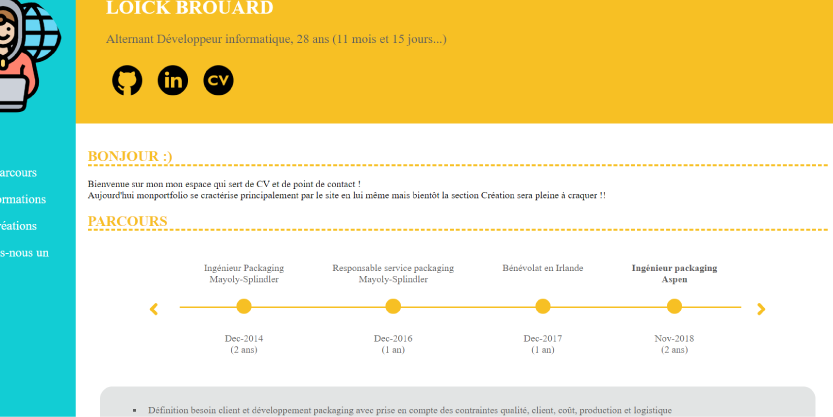 LOICK BROUARD
Alternant Développeur informatique, 28 ans (11 mois et 15 jours...)
in
CV
arcours
ormations
réations
s-nous un
BONJOUR :)
Bienvenue sur mon mon espace qui sert de CV et de point de contact !
Aujourd'hui monportfolio se cractérise principalement par le site en lui même mais bientôt la section Création sera pleine à craquer !!
PARCOURS
Ingénieur Packaging
Mayoly-Splindler
Responsable service packaging
Mayoly-Splindler
Bénévolat en Irlande
Ingénieur packaging
Aspen
Dec-2014
(2 ans)
Dec-2016
(1 an)
Dec-2017
(1 an)
Nov-2018
(2 ans)
Définition besoin client et développement packaging avec prise en compte des contraintes qualité, client, coût, production et logistique